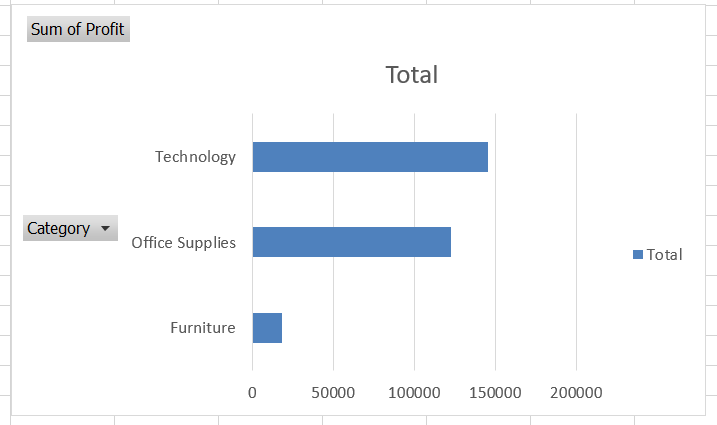 Sum of Profit
Total
Technology
Category
Office Supplies
Total
Furniture
0 50000 100000 150000 200000